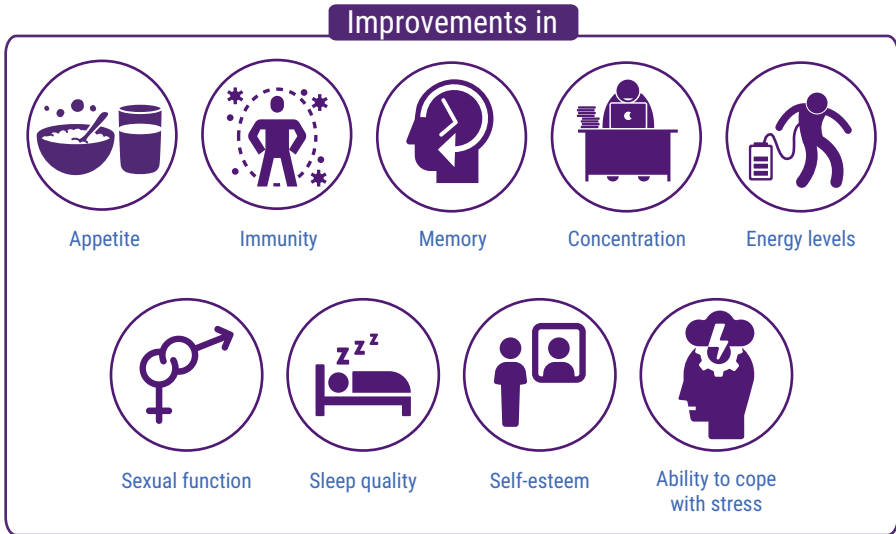 Improvements in
Appetite
Immunity
Memory
Concentration
Energy levels
Sexual function
zzz
Sleep quality
Self-esteem
Ability to cope
with stress